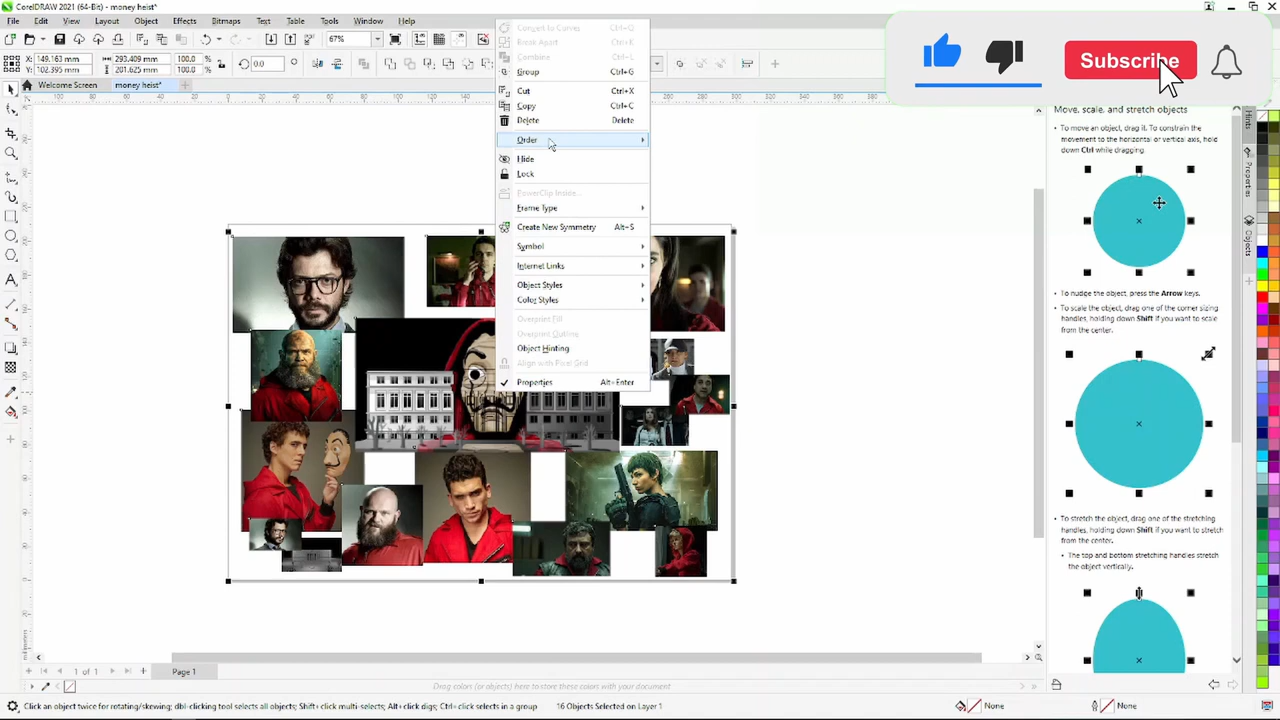 CorelDRAW 2021 (64-Bit) - money heist*
File Edit View Layout Object Effects Bitmaps Text Table Tools Window Help
67%
X: 149.163 mm
Y: 102.395 mm
293.409 mm
201.625 mm
100.0 %
100.0 %
Welcome Screen
money heist*
Convert to Curves Ctrl+Q
Break Apart Ctrl+K
Combine Ctrl+L
Group Ctrl+G
Cut Ctrl+X
Copy Ctrl+C
Delete Delete
Order
Hide
Lock
PowerClip Inside...
Frame Type
Create New Symmetry Alt+S
Symbol
Internet Links
Object Styles
Color Styles
Overprint Fill
Overprint Outline
Object Hinting
Align with Pixel Grid
Properties Alt+Enter
Subscribe
Move, scale, and stretch objects
• To move an object, drag it. To constrain the
movement to the horizontal or vertical axis, hold
down Ctrl while dragging.
• To nudge the object, press the Arrow keys.
• To scale the object, drag one of the corner sizing
handles, holding down Shift if you want to scale
from the center.
• To stretch the object, drag one of the stretching
handles, holding down Shift if you want to stretch
from the center.
• The top and bottom stretching handles stretch
the object vertically.
Hints
Properties
Objects
1 of 1
Page 1
Drag colors (or objects) here to store these colors with your document
Click an object twice for rotating/skewing; dbl-clicking tool selects all objects; Shift+click multi-selects; Alt+click digs; Ctrl+click selects in a group
16 Objects Selected on Layer 1
None
None